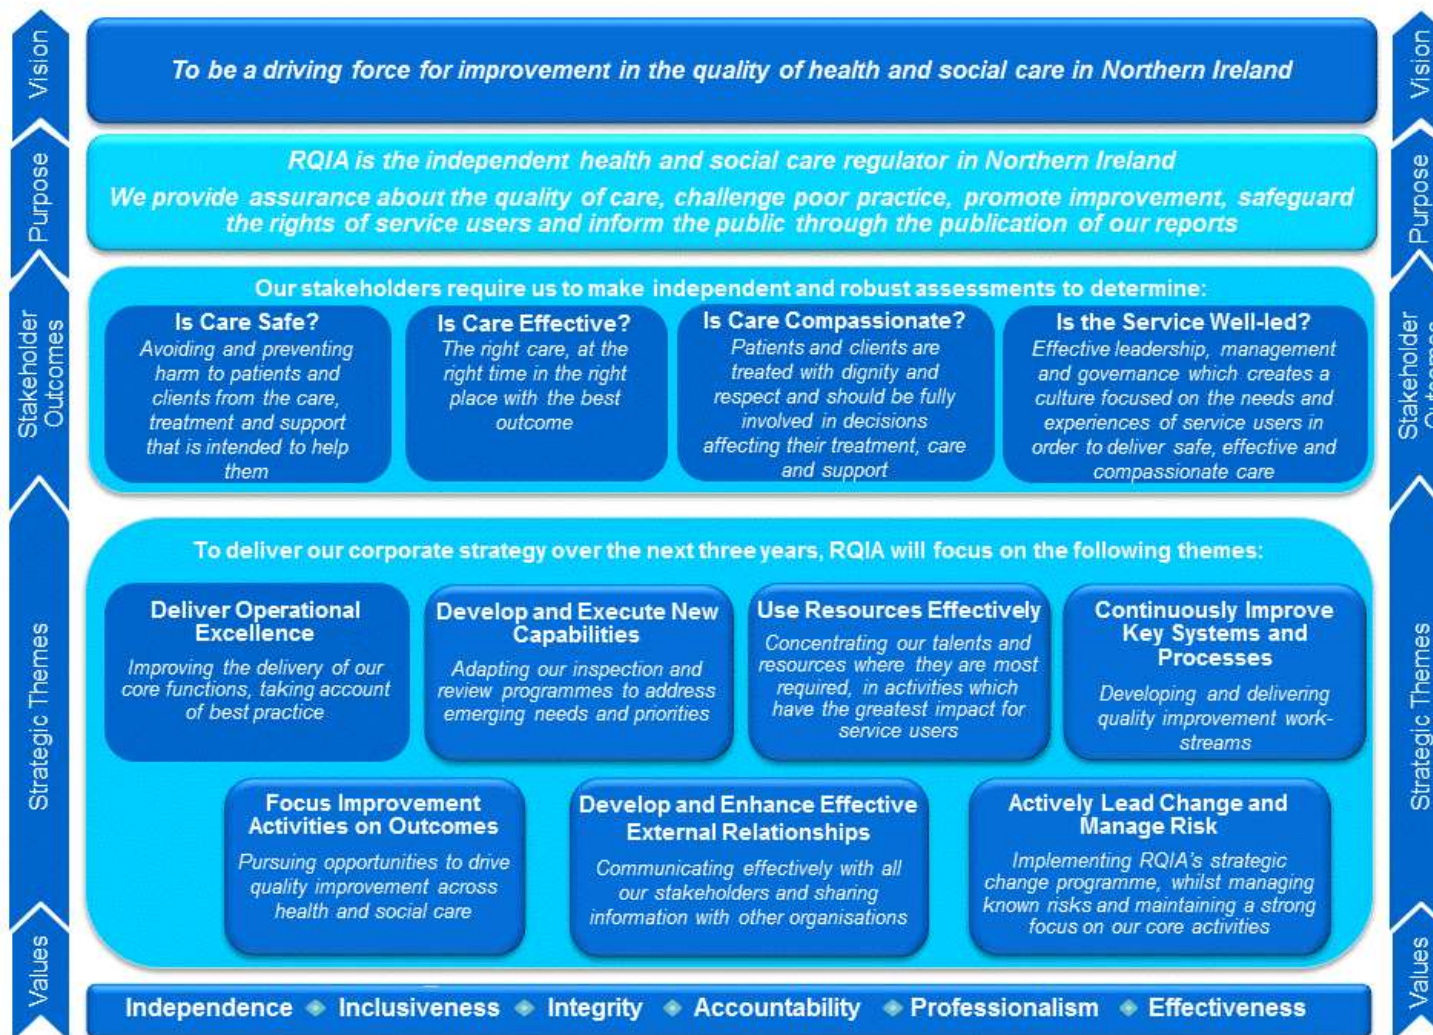 Vision
To be a driving force for improvement in the quality of health and social care in Northern Ireland
Vision
Purpose
RQIA is the independent health and social care regulator in Northern Ireland
We provide assurance about the quality of care, challenge poor practice, promote improvement, safeguard
the rights of service users and inform the public through the publication of our reports
Purpose
Stakeholder
Outcomes
Our stakeholders require us to make independent and robust assessments to determine:
Is Care Safe?
Avoiding and preventing
harm to patients and
clients from the care,
treatment and support
that is intended to help
them
Is Care Effective?
The right care, at the
right time in the right
place with the best
outcome
Is Care Compassionate?
Patients and clients are
treated with dignity and
respect and should be fully
involved in decisions
affecting their treatment, care
and support
Is the Service Well-led?
Effective leadership, management
and governance which creates a
culture focused on the needs and
experiences of service users in
order to deliver safe, effective and
compassionate care
Stakeholder
Strategic Themes
To deliver our corporate strategy over the next three years, RQIA will focus on the following themes:
Deliver Operational
Excellence
Improving the delivery of our
core functions, taking account
of best practice
Develop and Execute New
Capabilities
Adapting our inspection and
review programmes to address
emerging needs and priorities
Use Resources Effectively
Concentrating our talents and
resources where they are most
required, in activities which
have the greatest impact for
service users
Continuously Improve
Key Systems and
Processes
Developing and delivering
quality improvement work-
streams
Focus Improvement
Activities on Outcomes
Pursuing opportunities to drive
quality improvement across
health and social care
Develop and Enhance Effective
External Relationships
Communicating effectively with all
our stakeholders and sharing
information with other organisations
Actively Lead Change and
Manage Risk
Implementing RQIA's strategic
change programme, whilst managing
known risks and maintaining a strong
focus on our core activities
Strategic Themes
Values
Independence Inclusiveness Integrity Accountability Professionalism Effectiveness
Values